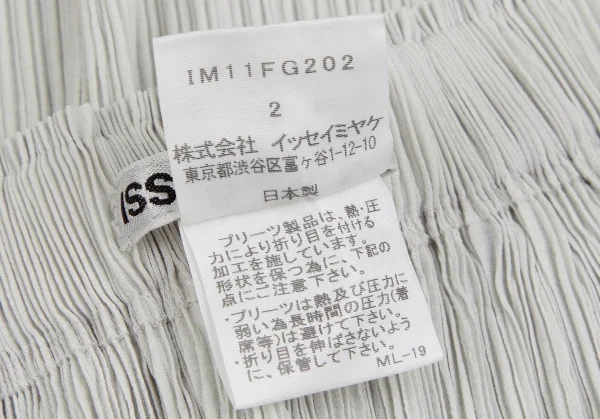 IM11FG202
2
株式会社 イッセイミヤケ
東京都渋谷区富ヶ谷1-12-10
日本製
ISS
プリーツ製品は、熱・圧
力により折り目を付ける
加工を施しています。
形状を保つ為に、下記の
点にご注意下さい。
・プリーツは熱及び圧力に
弱い為長時間の圧力(着
席等)は避けて下さい。
・折り目を伸ばさないよう
に、保管して下さい。
ML-19